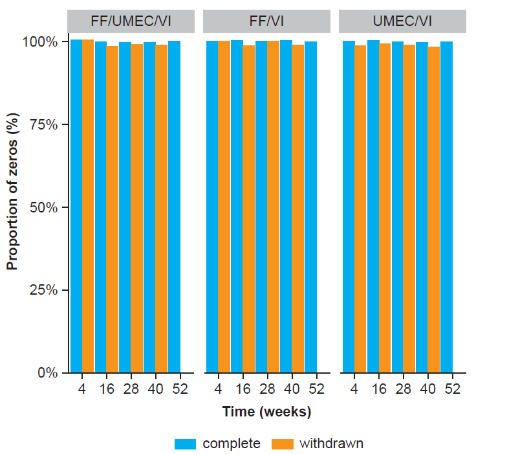 FF/UMEC/VI FF/VI UMEC/VI
100%
75%
50%
25%
0%
Proportion of zeros (%)
4 16 28 40 52 4 16 28 40 52 4 16 28 40 52
Time (weeks)
complete withdrawn